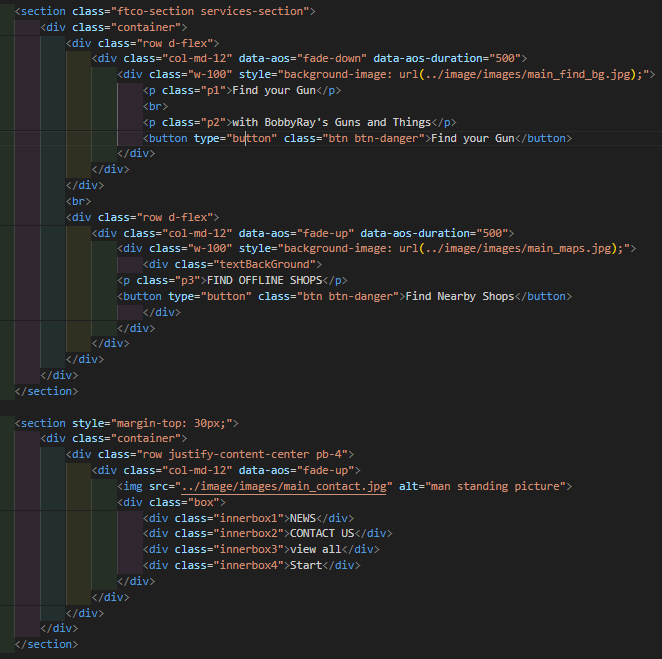 <section class="ftco-section services-section">
<div class="container">
<div class="row d-flex">
<div class="col-md-12" data-aos="fade-down" data-aos-duration="500">
<div class="w-100" style="background-image: url(../image/images/main_find_bg.jpg);">
<p class="p1">Find your Gun</p>
<br>
<p class="p2">with BobbyRay's Guns and Things</p>
<button type="button" class="btn btn-danger">Find your Gun</button>
</div>
</div>
</div>
<br>
<div class="row d-flex">
<div class="col-md-12" data-aos="fade-up" data-aos-duration="500">
<div class="w-100" style="background-image: url(../image/images/main_maps.jpg);">
<div class="textBackGround">
<p class="p3">FIND OFFLINE SHOPS</p>
<button type="button" class="btn btn-danger">Find Nearby Shops</button>
</div>
</div>
</div>
</div>
</div>
</section>
<section style="margin-top: 30px;">
<div class="container">
<div class="row justify-content-center pb-4">
<div class="col-md-12" data-aos="fade-up">
<img src="../image/images/main_contact.jpg" alt="man standing picture">
<div class="box">
<div class="innerbox1">NEWS</div>
<div class="innerbox2">CONTACT US</div>
<div class="innerbox3">view all</div>
<div class="innerbox4">Start</div>
</div>
</div>
</div>
</div>
</section>